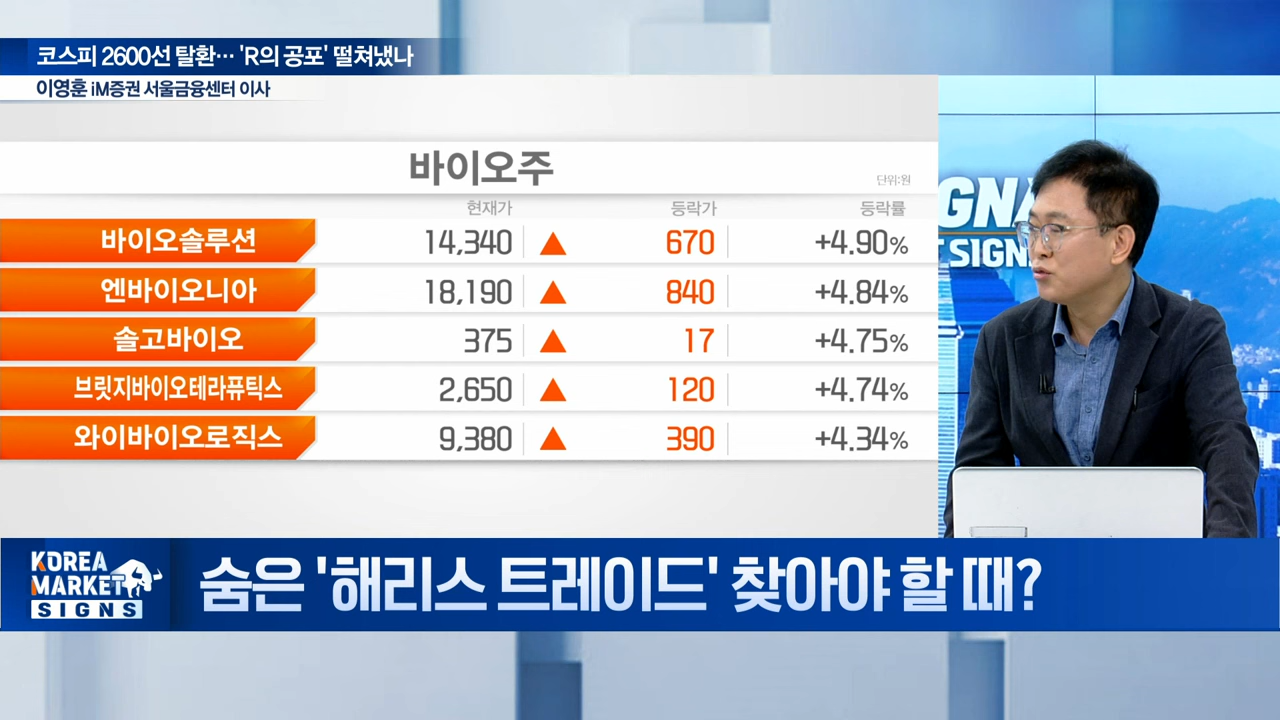 코스피 2600선 탈환… 'R의 공포' 떨쳐냈나
이영훈 iM증권 서울금융센터 이사
바이오주
단위:원
현재가 등락가 등락률
바이오솔루션 14,340 ▲ 670 +4.90%
엔바이오니아 18,190 ▲ 840 +4.84%
솔고바이오 375 ▲ 17 +4.75%
브릿지바이오테라퓨틱스 2,650 ▲ 120 +4.74%
와이바이오로직스 9,380 ▲ 390 +4.34%
SIGN
KOREA
MARKET
SIGNS
숨은 '해리스 트레이드' 찾아야 할 때?